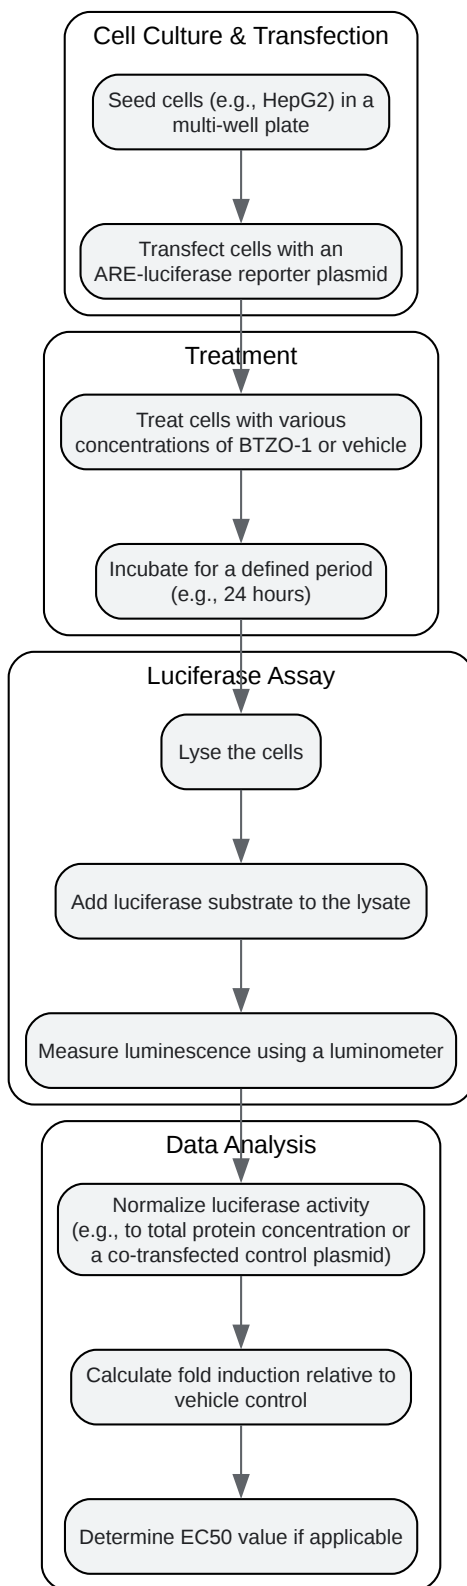 Cell Culture & Transfection
Seed cells (e.g., HepG2) in a
multi-well plate
Transfect cells with an
ARE-luciferase reporter plasmid
Treatment
Treat cells with various
concentrations of BTZO-1 or vehicle
Incubate for a defined period
(e.g., 24 hours)
Luciferase Assay
Lyse the cells
Add luciferase substrate to the lysate
Measure luminescence using a luminometer
Data Analysis
Normalize luciferase activity
(e.g., to total protein concentration or
a co-transfected control plasmid)
Calculate fold induction relative to
vehicle control
Determine EC50 value if applicable